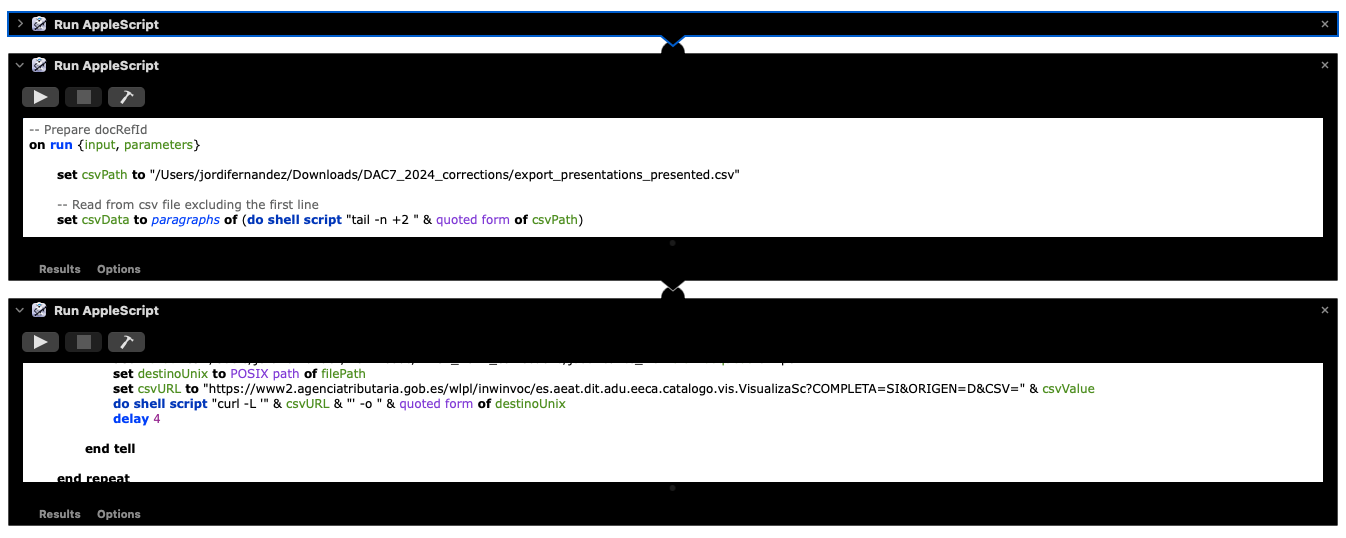 Run AppleScript
Run AppleScript
-- Prepare docRefId
on run {input, parameters}
set csvPath to "/Users/jordifernandez/Downloads/DAC7_2024_corrections/export_presentations_presented.csv"
-- Read from csv file excluding the first line
set csvData to paragraphs of (do shell script "tail -n +2 " & quoted form of csvPath)
Results Options
Run AppleScript
set destinoUnix to POSIX path of filePath
set csvURL to "https://www2.agenciatributaria.gob.es/wlpl/inwinvoc/es.aeat.dit.adu.eeca.catalogo.vis.VisualizaSc?COMPLETA=SI&ORIGEN=D&CSV=" & csvValue
do shell script "curl -L '" & csvURL & "' -o " & quoted form of destinoUnix
delay 4
end tell
end repeat
Results Options